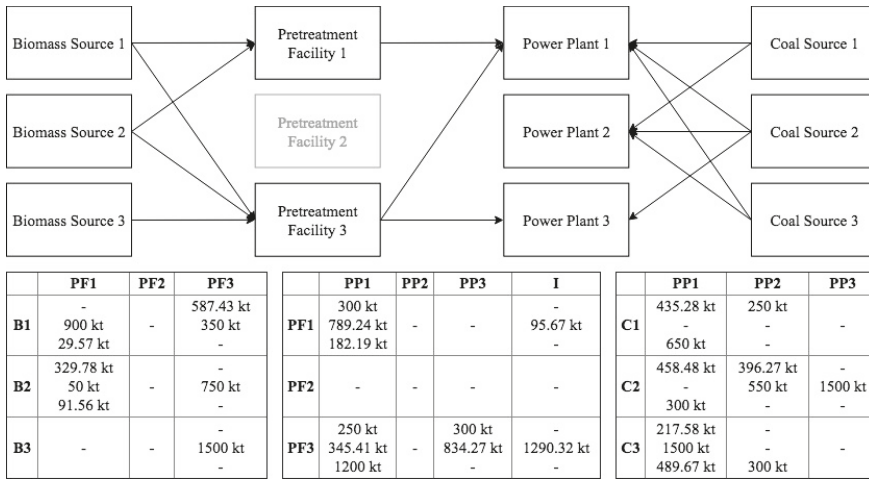 Biomass Source 1
Pretreatment
Facility 1
Power Plant 1
Coal Source 1
Biomass Source 2
Pretreatment
Facility 2
Power Plant 2
Coal Source 2
Biomass Source 3
Pretreatment
Facility 3
Power Plant 3
Coal Source 3
PF1 PF2 PF3
- 587.43 kt
B1 900 kt - 350 kt
29.57 kt -
329.78 kt -
B2 50 kt - 750 kt
91.56 kt -
-
B3 - - 1500 kt
-
PP1 PP2 PP3 I
300 kt -
PF1 789.24 kt - - 95.67 kt
182.19 kt -
PF2 - - - -
250 kt 300 kt -
PF3 345.41 kt - 834.27 kt 1290.32 kt
1200 kt - -
PP1 PP2 PP3
435.28 kt 250 kt
C1 - - -
650 kt -
458.48 kt 396.27 kt -
C2 - 550 kt 1500 kt
300 kt - -
217.58 kt -
C3 1500 kt - -
489.67 kt 300 kt